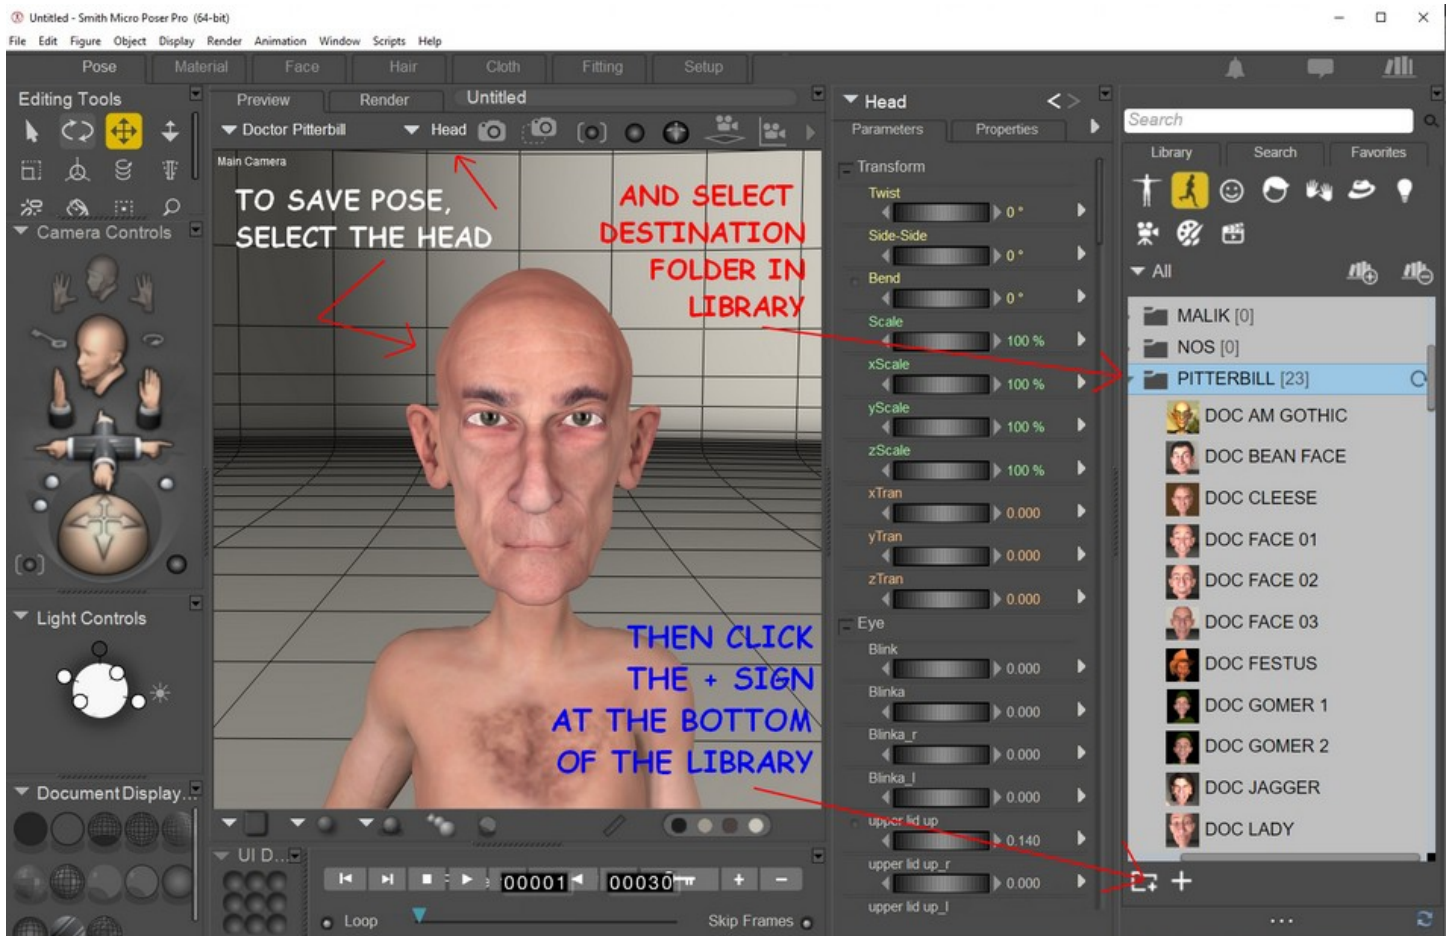 Untitled - Smith Micro Poser Pro (64-bit)
File Edit Figure Object Display Render Animation Window Scripts Help
Pose Material Face Hair Cloth Fitting Setup
Editing Tools
Camera Controls
Light Controls
Document Display...
Preview Render Untitled
Doctor Pitterbill Head
Main Camera
TO SAVE POSE,
SELECT THE HEAD
AND SELECT
DESTINATION
FOLDER IN
LIBRARY
THEN CLICK
THE + SIGN
AT THE BOTTOM
OF THE LIBRARY
UI D...
00001 00030
Loop Skip Frames
Head
Parameters Properties
Transform
Twist
0 °
Side-Side
0 °
Bend
0 °
Scale
100 %
xScale
100 %
yScale
100 %
zScale
100 %
xTran
0.000
yTran
0.000
zTran
0.000
Eye
Blink
0.000
Blinka
0.000
Blinka_r
0.000
Blinka_l
0.000
upper lid up
0.140
upper lid up_r
0.000
upper lid up_l
Search
Library Search Favorites
All
MALIK [0]
NOS [0]
PITTERBILL [23]
DOC AM GOTHIC
DOC BEAN FACE
DOC CLEESE
DOC FACE 01
DOC FACE 02
DOC FACE 03
DOC FESTUS
DOC GOMER 1
DOC GOMER 2
DOC JAGGER
DOC LADY